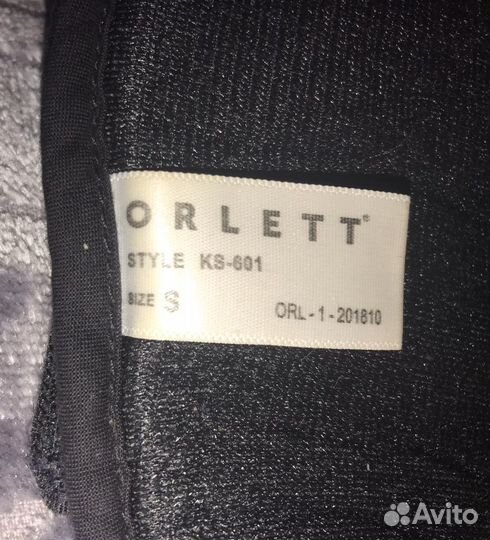 ORLETT®
STYLE KS-601
SIZE S ORL-1-201810
Avito